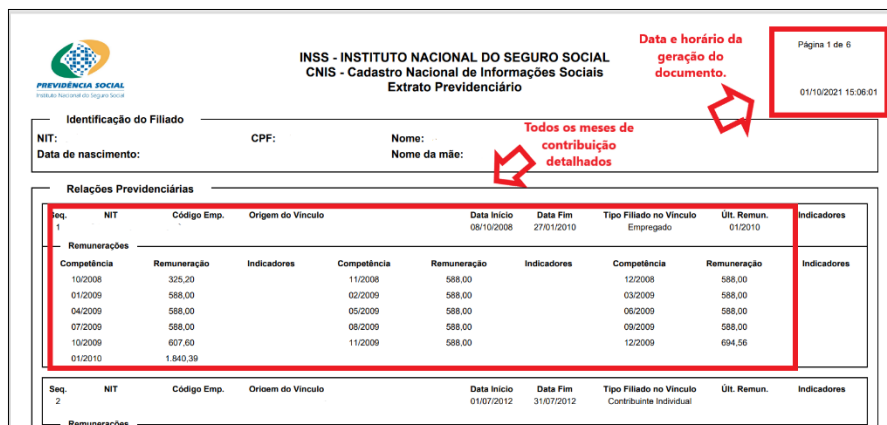 PREVIDÊNCIA SOCIAL
Instituto Nacional do Seguro Social
INSS - INSTITUTO NACIONAL DO SEGURO SOCIAL
CNIS - Cadastro Nacional de Informações Sociais
Extrato Previdenciário
Data e horário da
geração do
documento.
Página 1 de 6
01/10/2021 15:06:01
Identificação do Filiado
NIT: CPF: Nome:
Data de nascimento: Nome da mãe:
Todos os meses de
contribuição
detalhados
Relações Previdenciárias
Seq. NIT Código Emp. Origem do Vínculo Data Início Data Fim Tipo Filiado no Vínculo Últ. Remun. Indicadores
1 08/10/2008 27/01/2010 Empregado 01/2010
Remunerações
Competência Remuneração Indicadores Competência Remuneração Indicadores Competência Remuneração Indicadores
10/2008 325,20 11/2008 588,00 12/2008 588,00
01/2009 588,00 02/2009 588,00 03/2009 588,00
04/2009 588,00 05/2009 588,00 06/2009 588,00
07/2009 588,00 08/2009 588,00 09/2009 588,00
10/2009 607,60 11/2009 588,00 12/2009 694,56
01/2010 1.840,39
Seq. NIT Código Emp. Origem do Vínculo Data Início Data Fim Tipo Filiado no Vínculo Últ. Remun. Indicadores
2 01/07/2012 31/07/2012 Contribuinte Individual
Remunerações